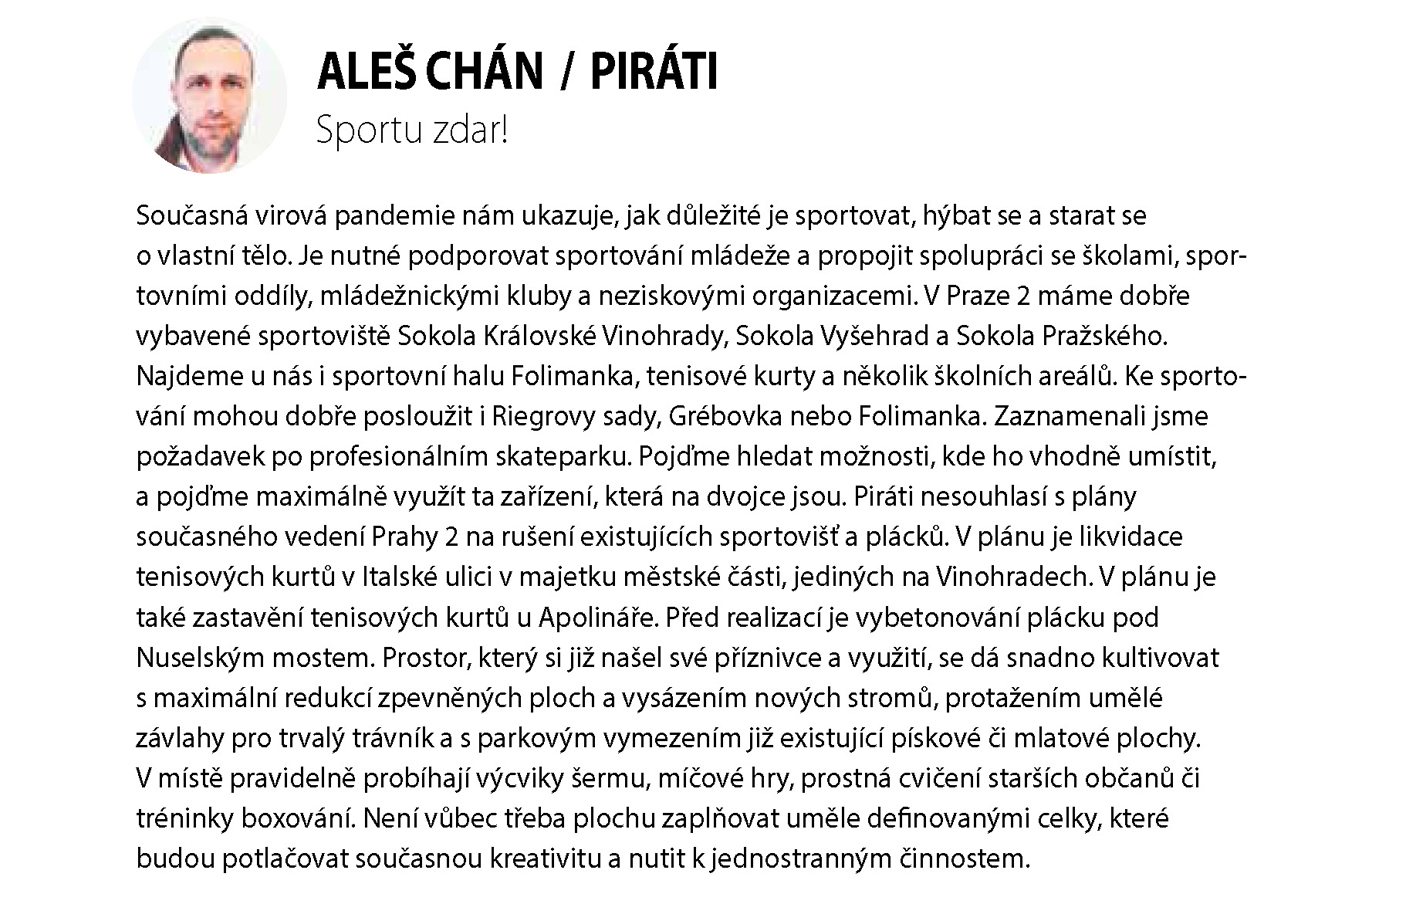 ALEŠ CHÁN / PIRÁTI
Sportu zdar!
Současná virová pandemie nám ukazuje, jak důležité je sportovat, hýbat se a starat se
o vlastní tělo. Je nutné podporovat sportování mládeže a propojit spolupráci se školami, spor-
tovními oddíly, mládežnickými kluby a neziskovými organizacemi. V Praze 2 máme dobře
vybavené sportoviště Sokola Královské Vinohrady, Sokola Vyšehrad a Sokola Pražského.
Najdeme u nás i sportovní halu Folimanka, tenisové kurty a několik školních areálů. Ke sporto-
vání mohou dobře posloužit i Riegrovy sady, Grébovka nebo Folimanka. Zaznamenali jsme
požadavek po profesionálním skateparku. Pojďme hledat možnosti, kde ho vhodně umístit,
a pojďme maximálně využít ta zařízení, která na dvojce jsou. Piráti nesouhlasí s plány
současného vedení Prahy 2 na rušení existujících sportovišť a plácků. V plánu je likvidace
tenisových kurtů v Italské ulici v majetku městské části, jediných na Vinohradech. V plánu je
také zastavění tenisových kurtů u Apolináře. Před realizací je vybetonování plácku pod
Nuselským mostem. Prostor, který si již našel své příznivce a využití, se dá snadno kultivovat
s maximální redukcí zpevněných ploch a vysázením nových stromů, protažením umělé
závlahy pro trvalý trávník a s parkovým vymezením již existující pískové či mlatové plochy.
V místě pravidelně probíhají výcviky šermu, míčové hry, prostná cvičení starších občanů či
tréninky boxování. Není vůbec třeba plochu zaplňovat uměle definovanými celky, které
budou potlačovat současnou kreativitu a nutit k jednostranným činnostem.